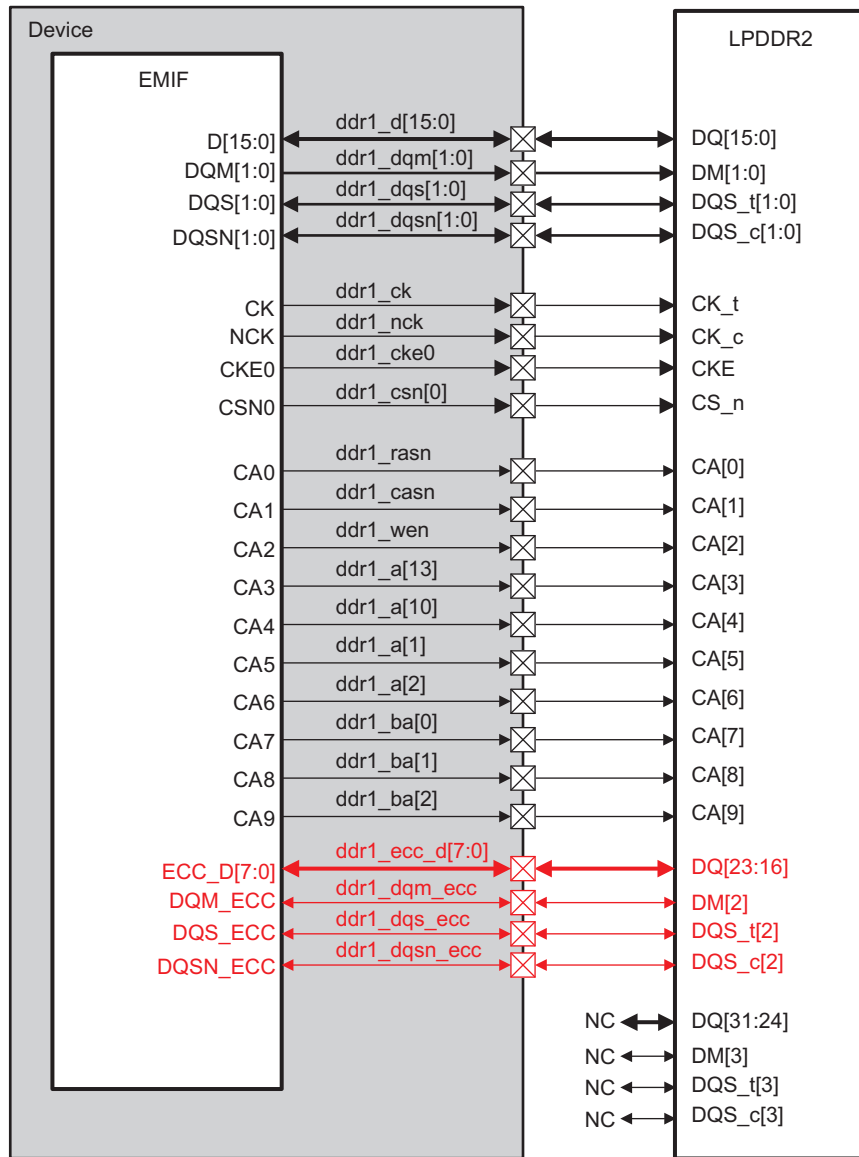 Device
LPDDR2
EMIF
D[15:0] ddr1_d[15:0] DQ[15:0]
DQM[1:0] ddr1_dqm[1:0] DM[1:0]
DQS[1:0] ddr1_dqs[1:0] DQS_t[1:0]
DQSN[1:0] ddr1_dqsn[1:0] DQS_c[1:0]
CK ddr1_ck CK_t
NCK ddr1_nck CK_c
CKE0 ddr1_cke0 CKE
CSN0 ddr1_csn[0] CS_n
CA0 ddr1_rasn CA[0]
CA1 ddr1_casn CA[1]
CA2 ddr1_wen CA[2]
CA3 ddr1_a[13] CA[3]
CA4 ddr1_a[10] CA[4]
CA5 ddr1_a[1] CA[5]
CA6 ddr1_a[2] CA[6]
CA7 ddr1_ba[0] CA[7]
CA8 ddr1_ba[1] CA[8]
CA9 ddr1_ba[2] CA[9]
ECC_D[7:0] ddr1_ecc_d[7:0] DQ[23:16]
DQM_ECC ddr1_dqm_ecc DM[2]
DQS_ECC ddr1_dqs_ecc DQS_t[2]
DQSN_ECC ddr1_dqsn_ecc DQS_c[2]
NC DQ[31:24]
NC DM[3]
NC DQS_t[3]
NC DQS_c[3]